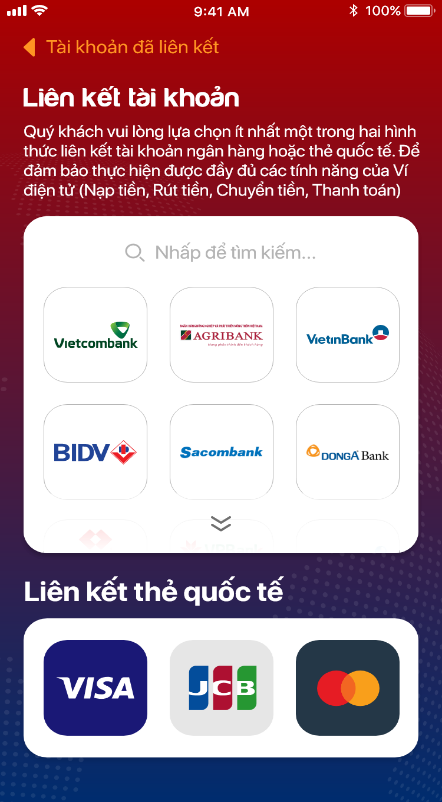 9:41 AM
100%
Tài khoản đã liên kết
Liên kết tài khoản
Quý khách vui lòng lựa chọn ít nhất một trong hai hình
thức liên kết tài khoản ngân hàng hoặc thẻ quốc tế. Để
đảm bảo thực hiện được đầy đủ các tính năng của Ví
điện tử (Nạp tiền, Rút tiền, Chuyển tiền, Thanh toán)
Nhấp để tìm kiếm...
Vietcombank
AGRIBANK
VietinBank
BIDV
Sacombank
DONGA Bank
Liên kết thẻ quốc tế
VISA
JCB